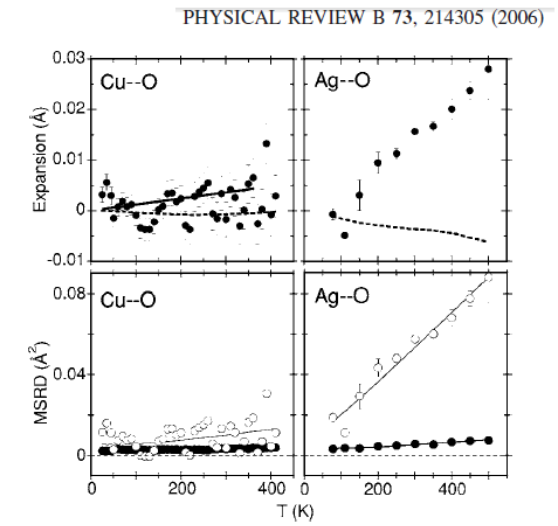 PHYSICAL REVIEW B 73, 214305 (2006)
0.03
0.02
0.01
0
-0.01
Expansion (Å)
Cu--O
Ag--O
0.08
0.04
0
MSRD (Å²)
Cu--O
Ag--O
0 200 400
200 400
T (K)